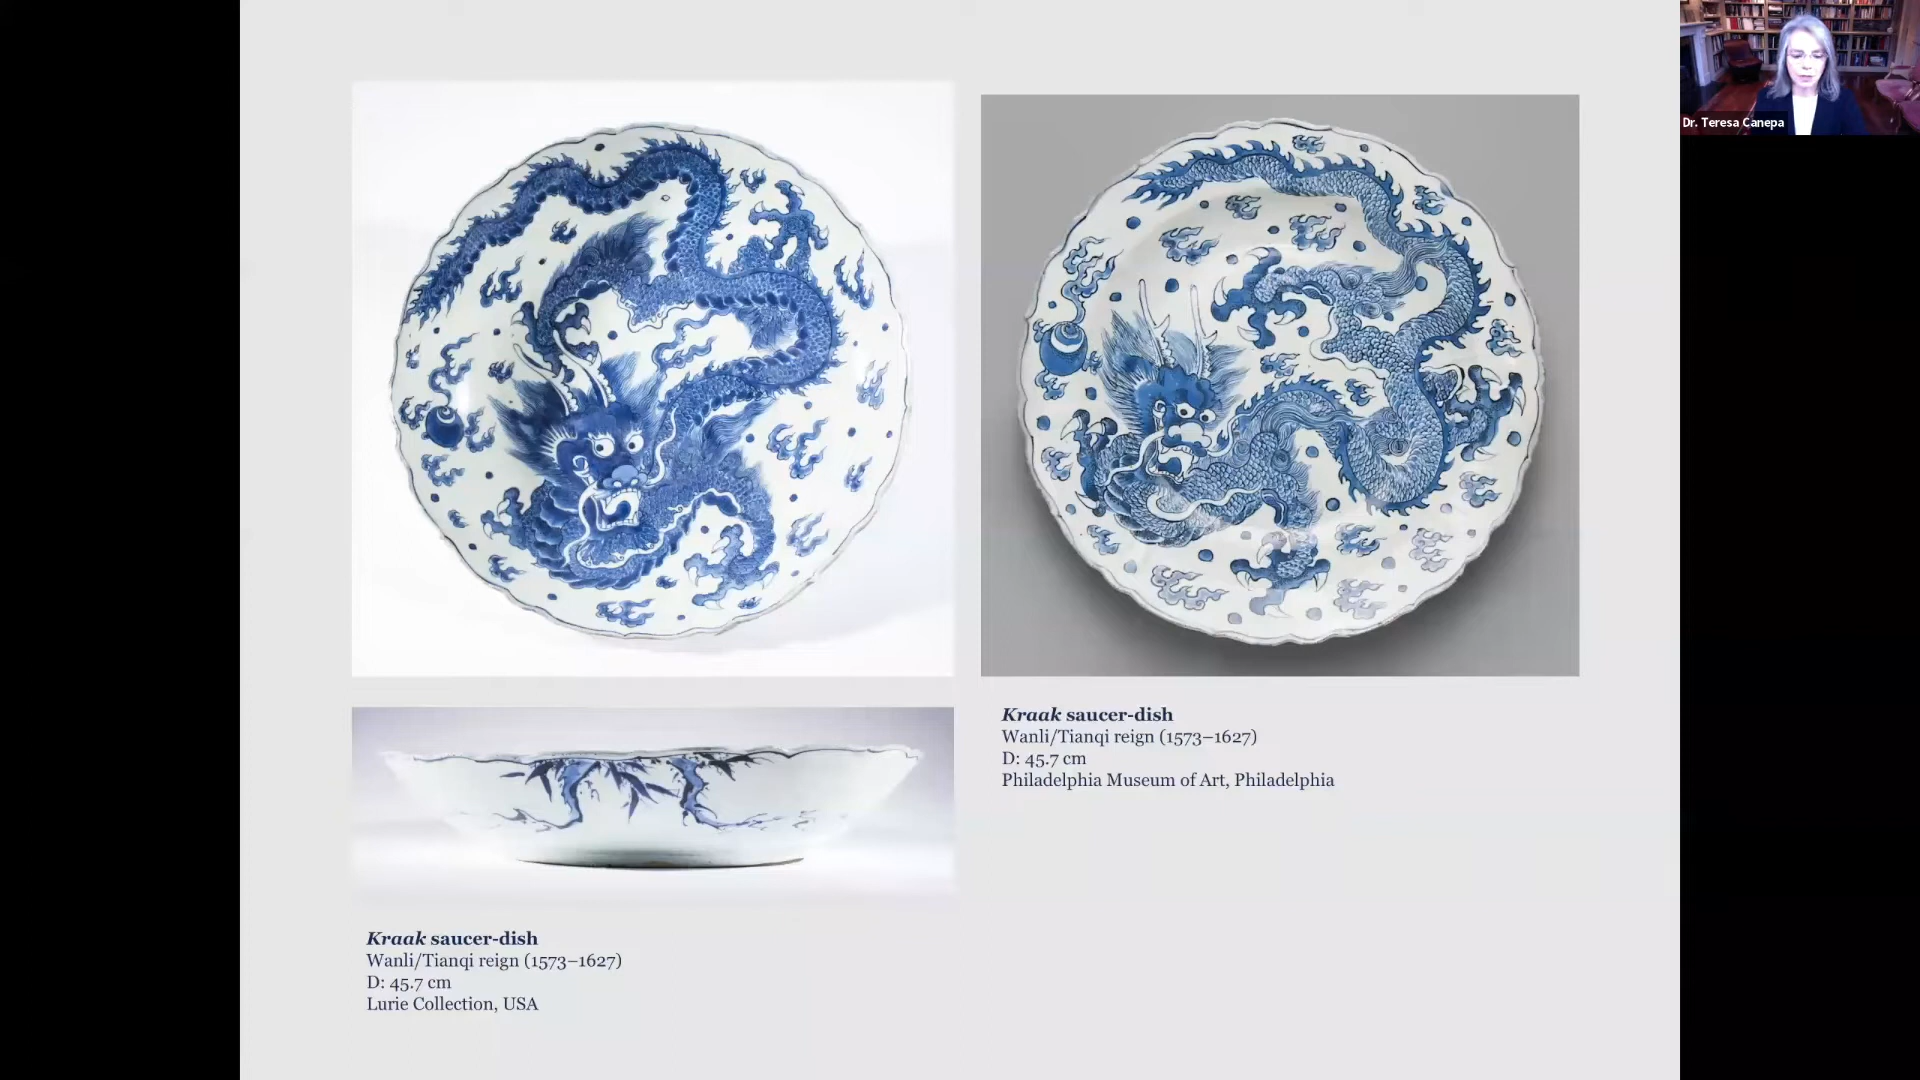 Dr. Teresa Canepa
Kraak saucer-dish
Wanli/Tianqi reign (1573–1627)
D: 45.7 cm
Philadelphia Museum of Art, Philadelphia
Kraak saucer-dish
Wanli/Tianqi reign (1573–1627)
D: 45.7 cm
Lurie Collection, USA